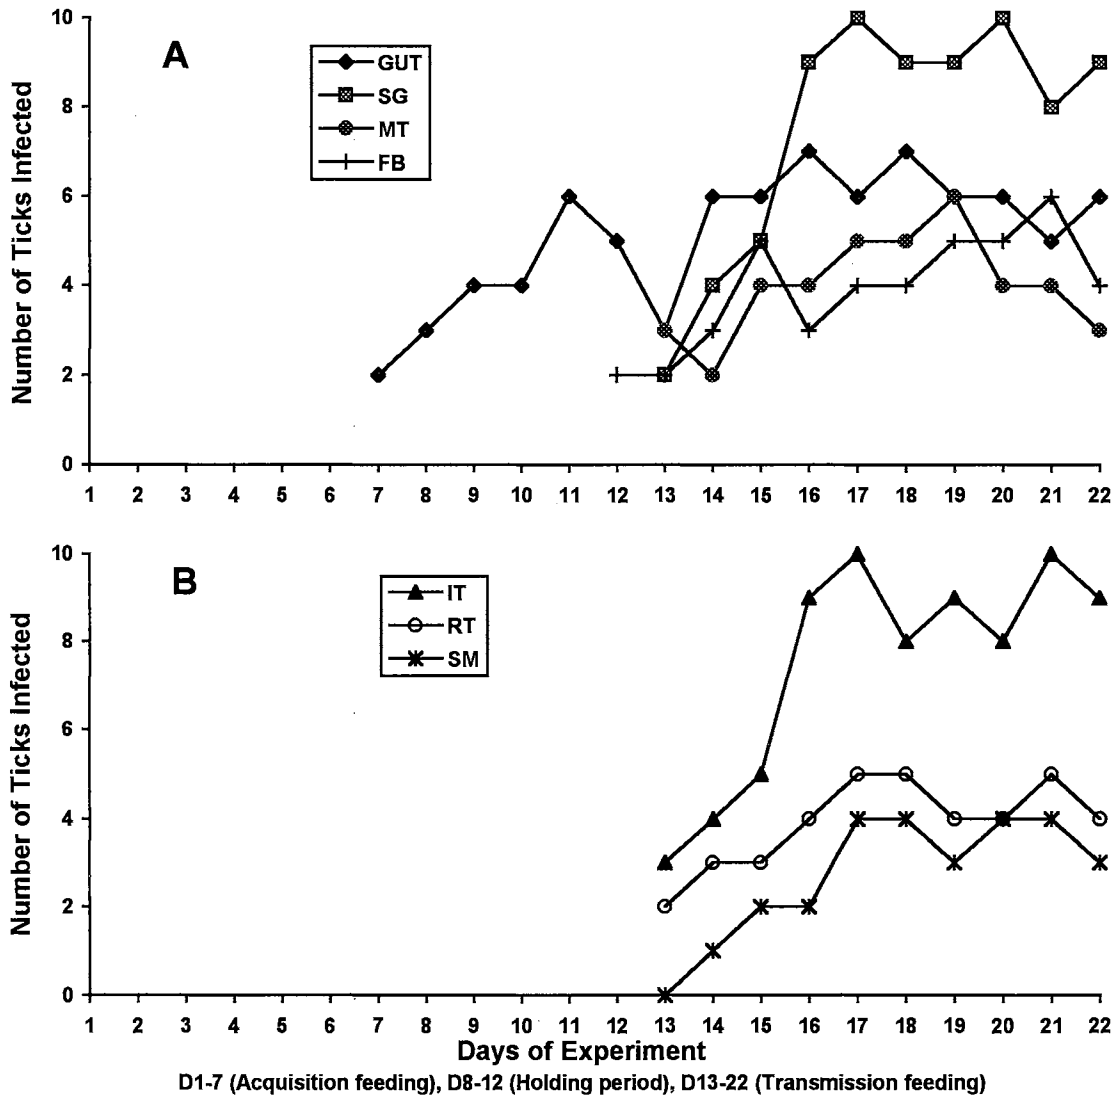 A
GUT
SG
MT
FB
Number of Ticks Infected
10
8
6
4
2
0
1 2 3 4 5 6 7 8 9 10 11 12 13 14 15 16 17 18 19 20 21 22
B
IT
RT
SM
Number of Ticks Infected
10
8
6
4
2
0
1 2 3 4 5 6 7 8 9 10 11 12 13 14 15 16 17 18 19 20 21 22
Days of Experiment
D1-7 (Acquisition feeding), D8-12 (Holding period), D13-22 (Transmission feeding)